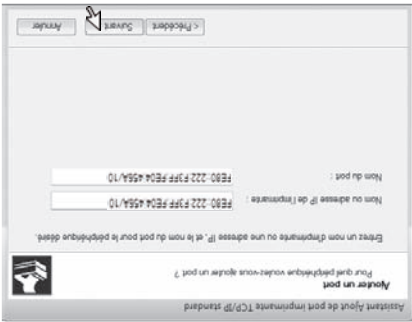 Assistant Ajout de port imprimante TCP/IP standard
Ajouter un port
Pour quel périphérique voulez-vous ajouter un port ?
Entrez un nom d'imprimante ou une adresse IP, et le nom du port pour le périphérique désiré.
Nom ou adresse IP de l'imprimante : FE80::222:F3FF:FE04:456A/10
Nom du port : FE80::222:F3FF:FE04:456A/10
< Précédent Suivant Annuler